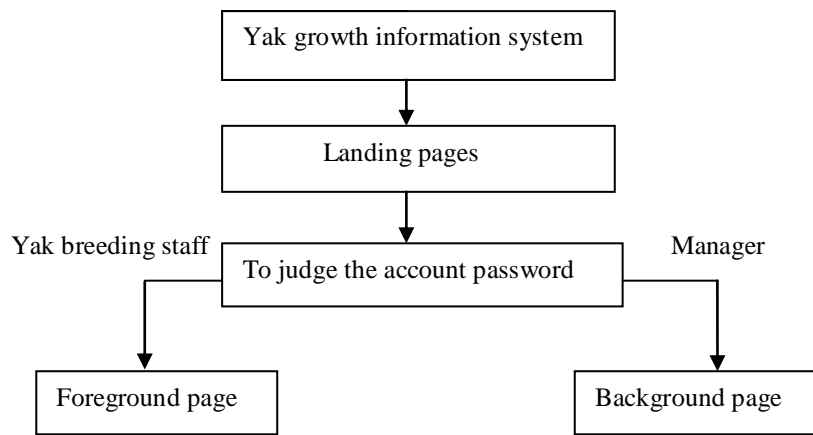 Yak growth information system
Landing pages
Yak breeding staff
Manager
To judge the account password
Foreground page
Background page